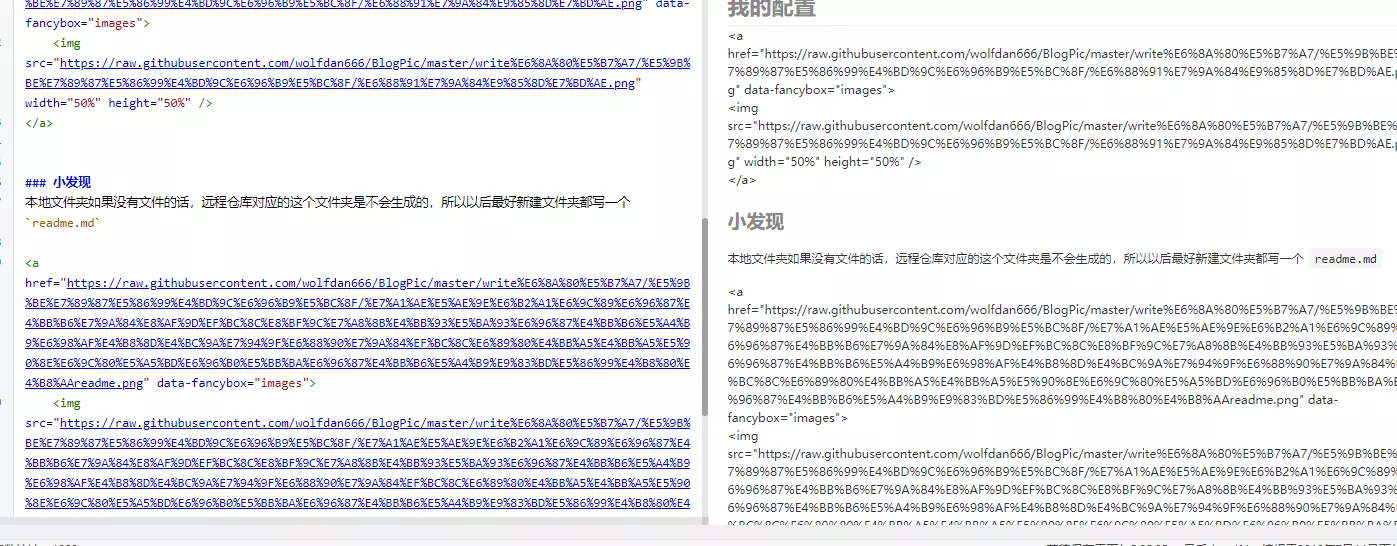 %BE%E7%89%87%E5%86%99%E4%BD%9C%E6%96%B9%E5%BC%8F/%E6%88%91%E7%9A%84%E9%85%8D%E7%BD%AE.png" data-
fancybox="images">
<img
src="https://raw.githubusercontent.com/wolfdan666/BlogPic/master/write%E6%8A%80%E5%B7%A7/%E5%9B%
BE%E7%89%87%E5%86%99%E4%BD%9C%E6%96%B9%E5%BC%8F/%E6%88%91%E7%9A%84%E9%85%8D%E7%BD%AE.png"
width="50%" height="50%" />
</a>
### 小发现
本地文件夹如果没有文件的话，远程仓库对应的这个文件夹是不会生成的，所以以后最好新建文件夹都写一个
`readme.md`
<a
href="https://raw.githubusercontent.com/wolfdan666/BlogPic/master/write%E6%8A%80%E5%B7%A7/%E5%9B%
BE%E7%89%87%E5%86%99%E4%BD%9C%E6%96%B9%E5%BC%8F/%E7%A1%AE%E5%AE%9E%E6%B2%A1%E6%9C%89%E6%96%87%E
4%BB%B6%E7%9A%84%E8%AF%9D%EF%BC%8C%E8%BF%9C%E7%A8%8B%E4%BB%93%E5%BA%93%E6%96%87%E4%BB%B6%E5%A4%B
9%E6%98%AF%E4%B8%8D%E4%BC%9A%E7%94%9F%E6%88%90%E7%9A%84%EF%BC%8C%E6%89%80%E4%BB%A5%E4%BB%A5%E5%9
0%8E%E6%9C%80%E5%A5%BD%E6%96%B0%E5%BB%BA%E6%96%87%E4%BB%B6%E5%A4%B9%E9%83%BD%E5%86%99%E4%B8%80%E
4%B8%AAreadme.png" data-fancybox="images">
<img
src="https://raw.githubusercontent.com/wolfdan666/BlogPic/master/write%E6%8A%80%E5%B7%A7/%E5%9B%
BE%E7%89%87%E5%86%99%E4%BD%9C%E6%96%B9%E5%BC%8F/%E7%A1%AE%E5%AE%9E%E6%B2%A1%E6%9C%89%E6%96%87%E4
%BB%B6%E7%9A%84%E8%AF%9D%EF%BC%8C%E8%BF%9C%E7%A8%8B%E4%BB%93%E5%BA%93%E6%96%87%E4%BB%B6%E5%A4%B9
%E6%98%AF%E4%B8%8D%E4%BC%9A%E7%94%9F%E6%88%90%E7%9A%84%EF%BC%8C%E6%89%80%E4%BB%A5%E4%BB%A5%E5%90
%8E%E6%9C%80%E5%A5%BD%E6%96%B0%E5%BB%BA%E6%96%87%E4%BB%B6%E5%A4%B9%E9%83%BD%E5%86%99%E4%B8%80%E4
我的配置
<a
href="https://raw.githubusercontent.com/wolfdan666/BlogPic/master/write%E6%8A%80%E5%B7%A7/%E5%9B%BE%
7%89%87%E5%86%99%E4%BD%9C%E6%96%B9%E5%BC%8F/%E6%88%91%E7%9A%84%E9%85%8D%E7%BD%AE.p
g" data-fancybox="images">
<img
src="https://raw.githubusercontent.com/wolfdan666/BlogPic/master/write%E6%8A%80%E5%B7%A7/%E5%9B%BE%
7%89%87%E5%86%99%E4%BD%9C%E6%96%B9%E5%BC%8F/%E6%88%91%E7%9A%84%E9%85%8D%E7%BD%AE.p
g" width="50%" height="50%" />
</a>
小发现
本地文件夹如果没有文件的话，远程仓库对应的这个文件夹是不会生成的，所以以后最好新建文件夹都写一个 readme.md
<a
href="https://raw.githubusercontent.com/wolfdan666/BlogPic/master/write%E6%8A%80%E5%B7%A7/%E5%9B%BE%
7%89%87%E5%86%99%E4%BD%9C%E6%96%B9%E5%BC%8F/%E7%A1%AE%E5%AE%9E%E6%B2%A1%E6%9C%89
6%96%87%E4%BB%B6%E7%9A%84%E8%AF%9D%EF%BC%8C%E8%BF%9C%E7%A8%8B%E4%BB%93%E5%BA%93%
6%96%87%E4%BB%B6%E5%A4%B9%E6%98%AF%E4%B8%8D%E4%BC%9A%E7%94%9F%E6%88%90%E7%9A%84%
%BC%8C%E6%89%80%E4%BB%A5%E4%BB%A5%E5%90%8E%E6%9C%80%E5%A5%BD%E6%96%B0%E5%BB%BA%E
%96%87%E4%BB%B6%E5%A4%B9%E9%83%BD%E5%86%99%E4%B8%80%E4%B8%AAreadme.png" data-
fancybox="images">
<img
src="https://raw.githubusercontent.com/wolfdan666/BlogPic/master/write%E6%8A%80%E5%B7%A7/%E5%9B%BE%
7%89%87%E5%86%99%E4%BD%9C%E6%96%B9%E5%BC%8F/%E7%A1%AE%E5%AE%9E%E6%B2%A1%E6%9C%89
6%96%87%E4%BB%B6%E7%9A%84%E8%AF%9D%EF%BC%8C%E8%BF%9C%E7%A8%8B%E4%BB%93%E5%BA%93%
6%96%87%E4%BB%B6%E5%A4%B9%E6%98%AF%E4%B8%8D%E4%BC%9A%E7%94%9F%E6%88%90%E7%9A%84%